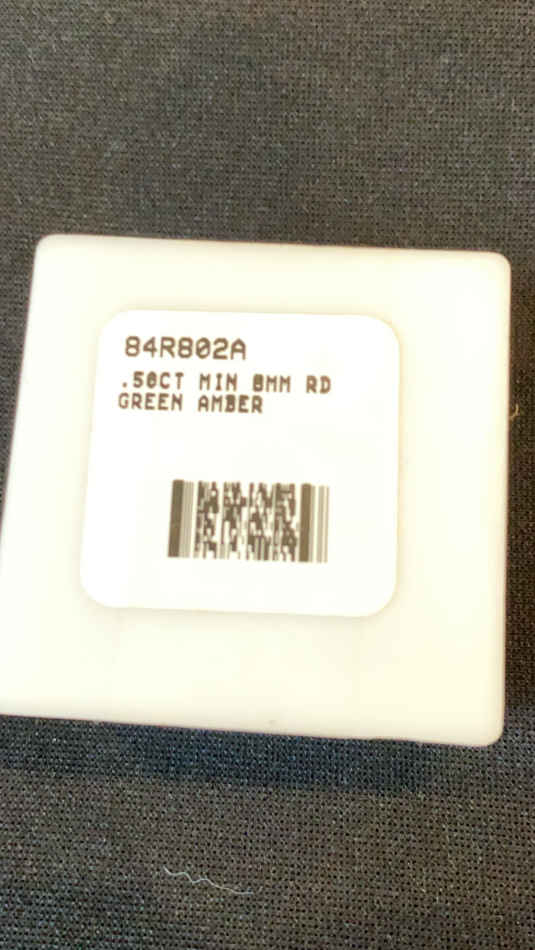 84R802A
.50CT MIN 8MM RD
GREEN AMBER